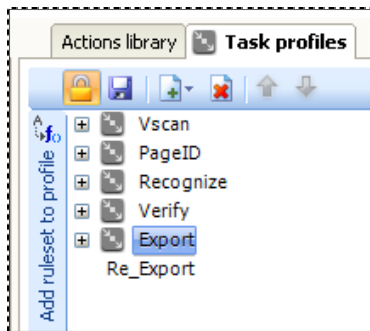 Actions library Task profiles
Add ruleset to profile
Vscan
PageID
Recognize
Verify
Export
Re_Export